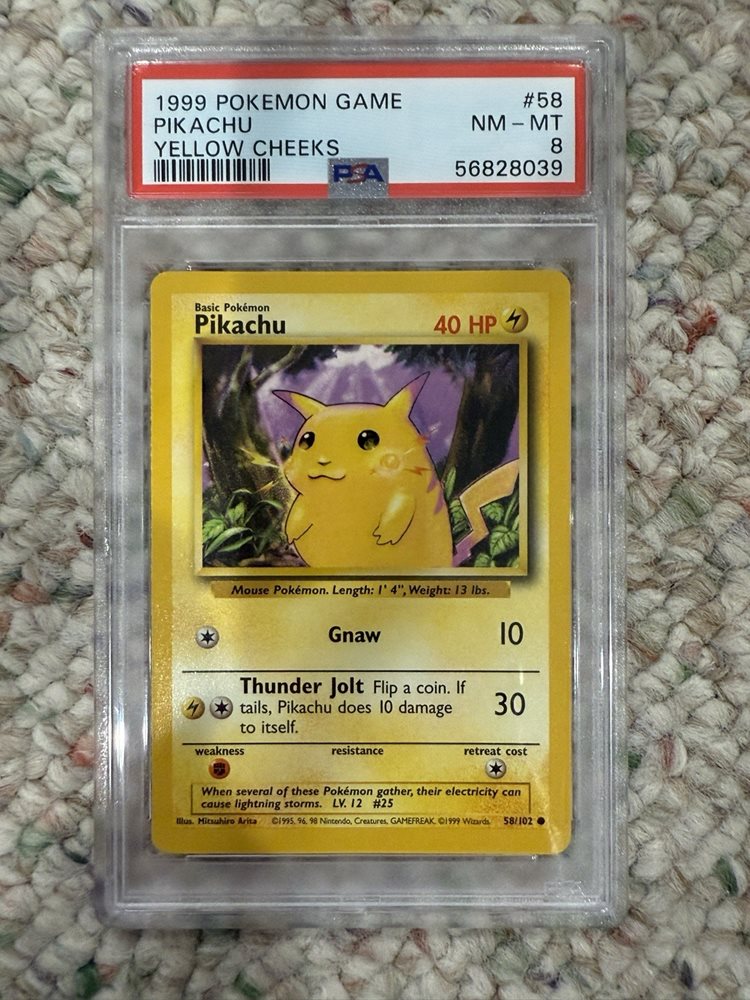 1999 POKEMON GAME #58
PIKACHU NM - MT
YELLOW CHEEKS 8
PSA 56828039
Basic Pokémon
Pikachu 40 HP
Mouse Pokémon. Length: 1' 4", Weight: 13 lbs.
Gnaw 10
Thunder Jolt Flip a coin. If
tails, Pikachu does 10 damage 30
to itself.
weakness resistance retreat cost
When several of these Pokémon gather, their electricity can
cause lightning storms. LV. 12 #25
Illus. Mitsuhiro Arita ©1995, 96, 98 Nintendo, Creatures, GAMEFREAK. ©1999 Wizards. 58/102